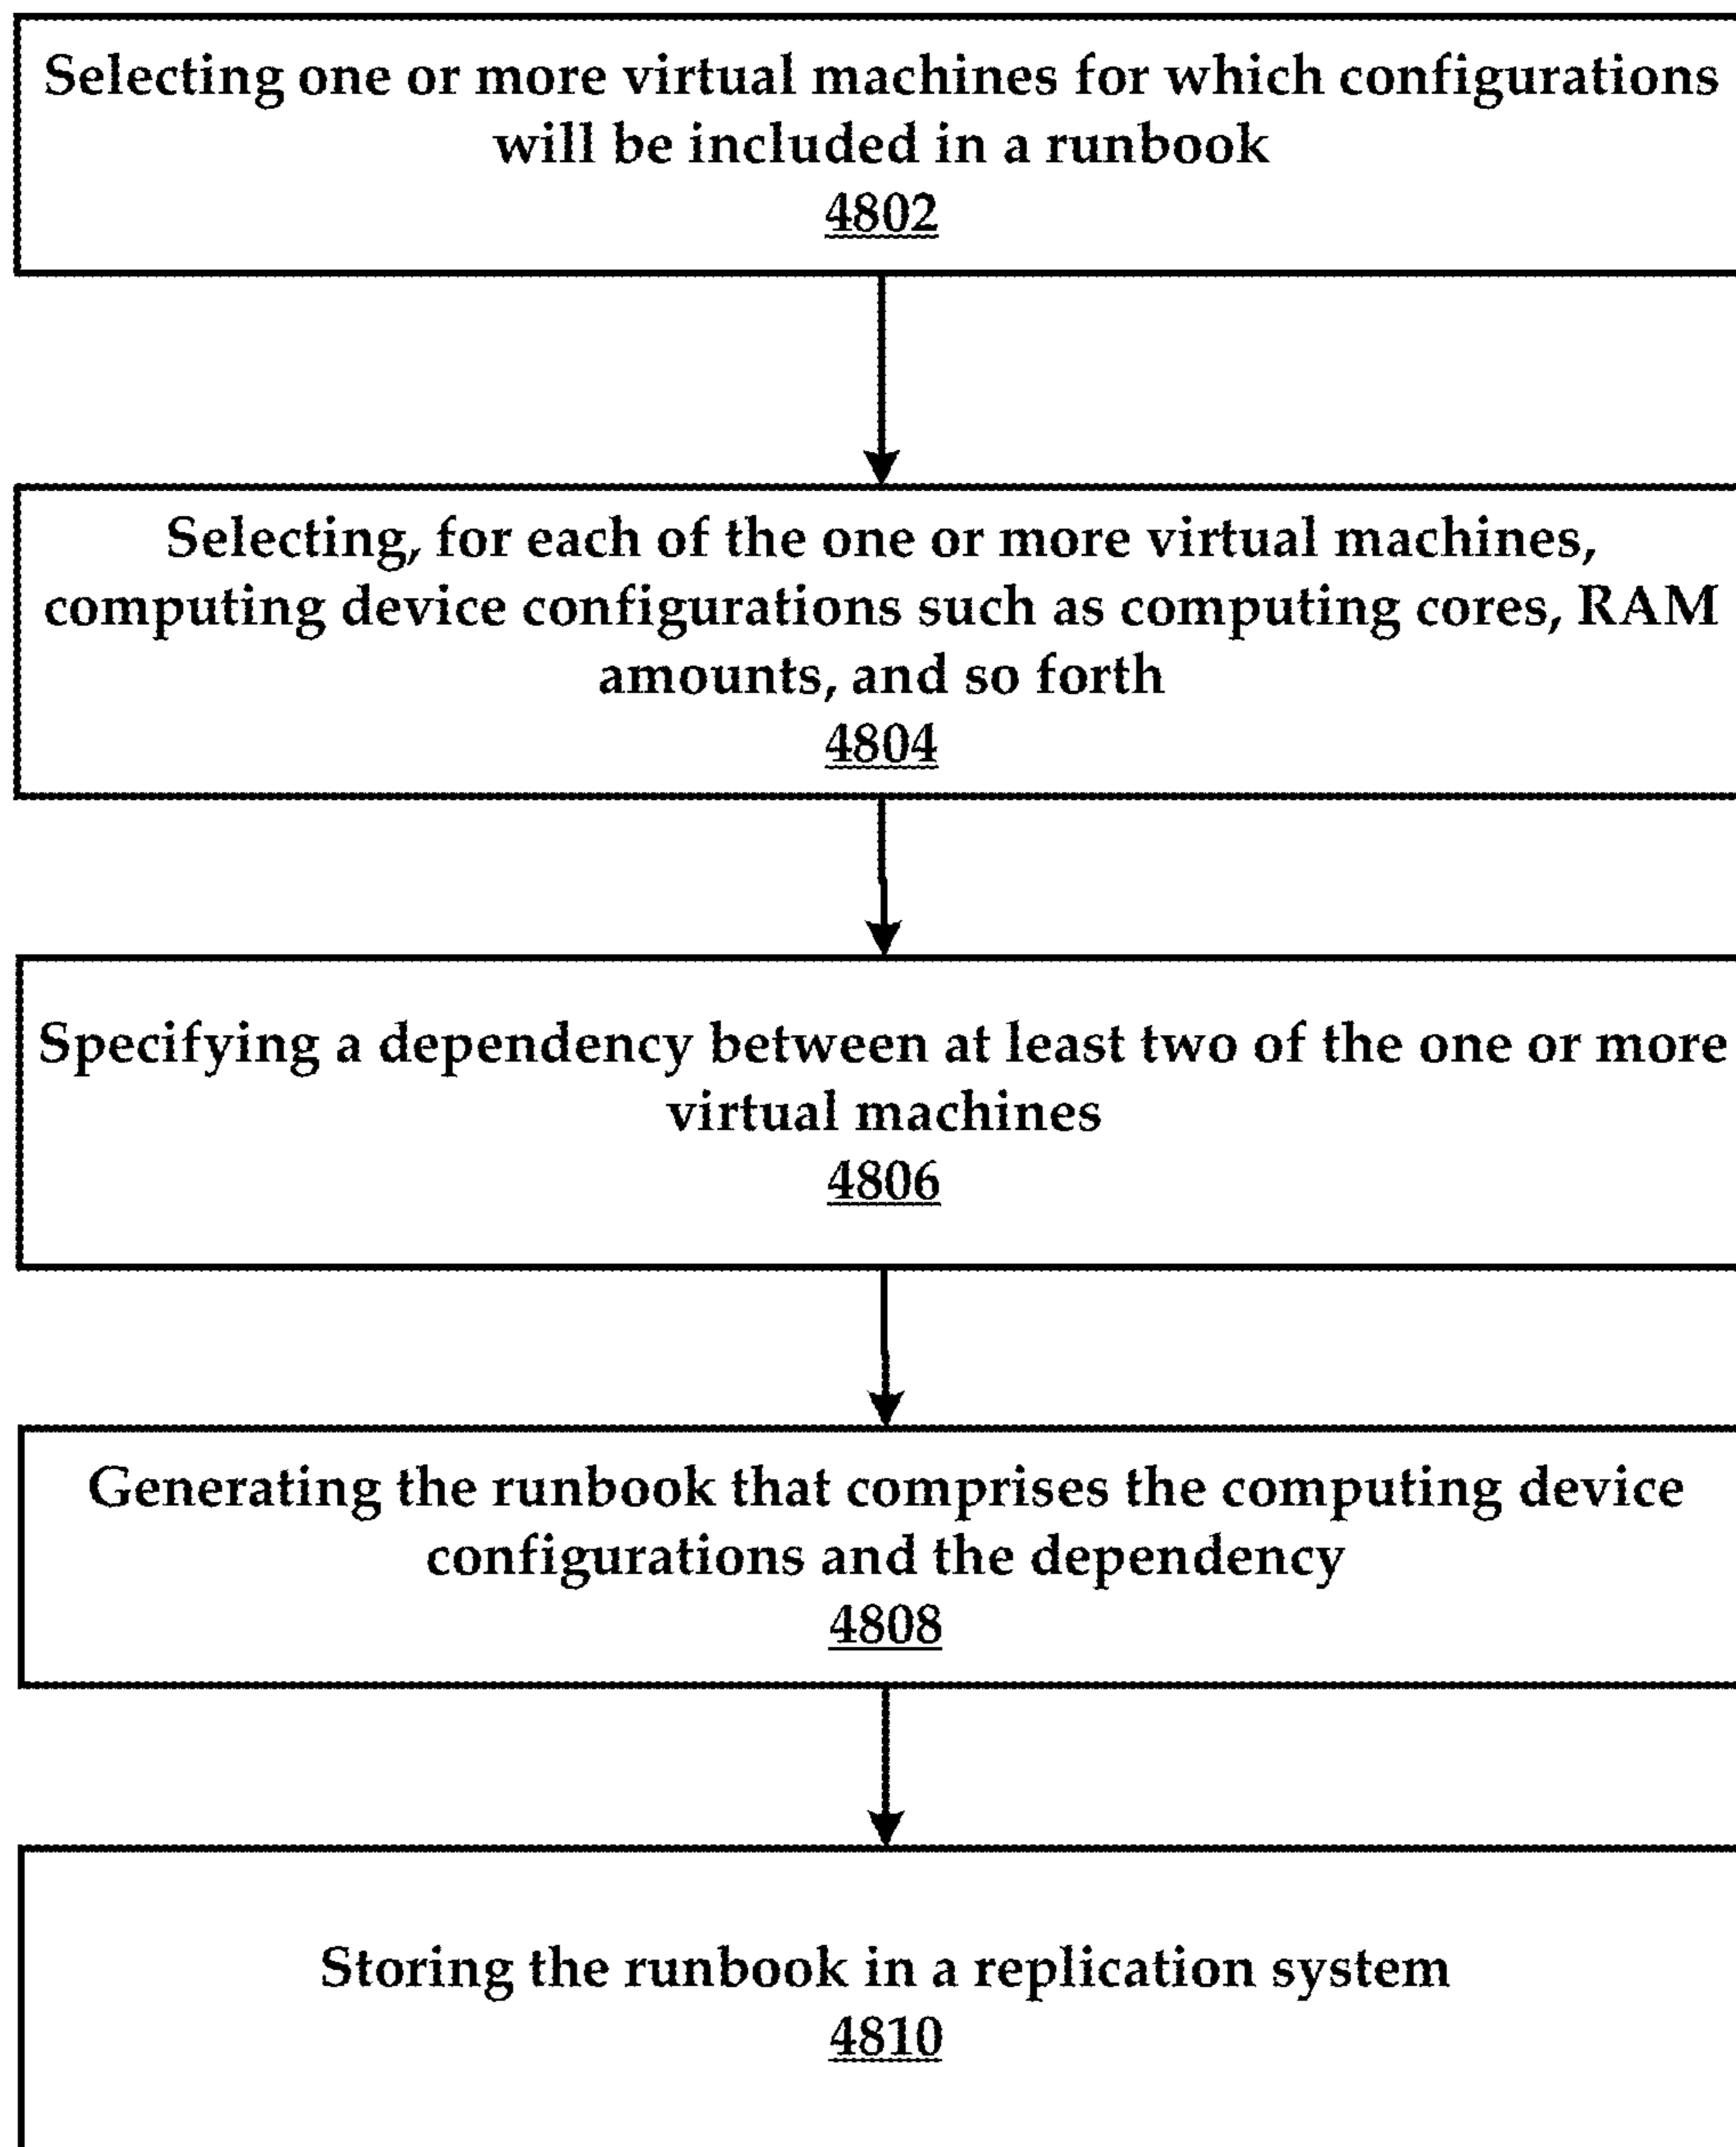 Selecting one or more virtual machines for which configurations
will be included in a runbook
4802
Selecting, for each of the one or more virtual machines,
computing device configurations such as computing cores, RAM
amounts, and so forth
4804
Specifying a dependency between at least two of the one or more
virtual machines
4806
Generating the runbook that comprises the computing device
configurations and the dependency
4808
Storing the runbook in a replication system
4810